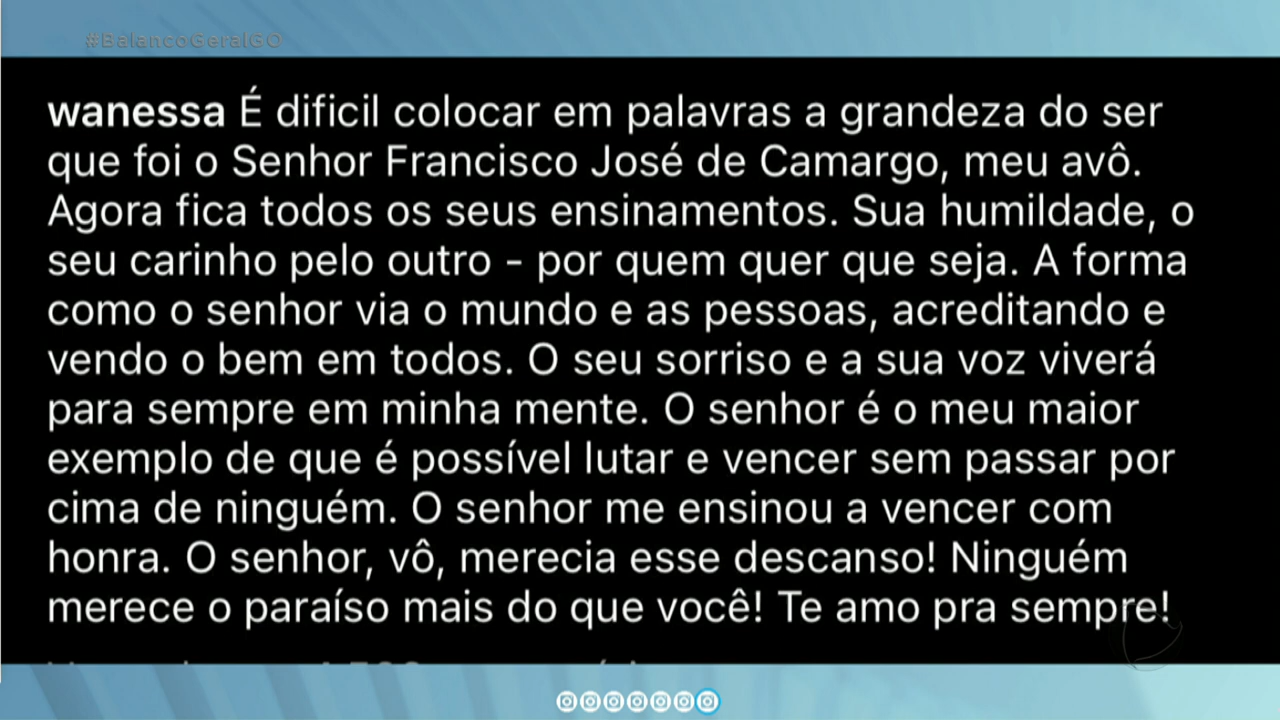 #BalancoGeralGO
wanessa É dificil colocar em palavras a grandeza do ser
que foi o Senhor Francisco José de Camargo, meu avô.
Agora fica todos os seus ensinamentos. Sua humildade, o
seu carinho pelo outro – por quem quer que seja. A forma
como o senhor via o mundo e as pessoas, acreditando e
vendo o bem em todos. O seu sorriso e a sua voz viverá
para sempre em minha mente. O senhor é o meu maior
exemplo de que é possível lutar e vencer sem passar por
cima de ninguém. O senhor me ensinou a vencer com
honra. O senhor, vô, merecia esse descanso! Ninguém
merece o paraíso mais do que você! Te amo pra sempre!